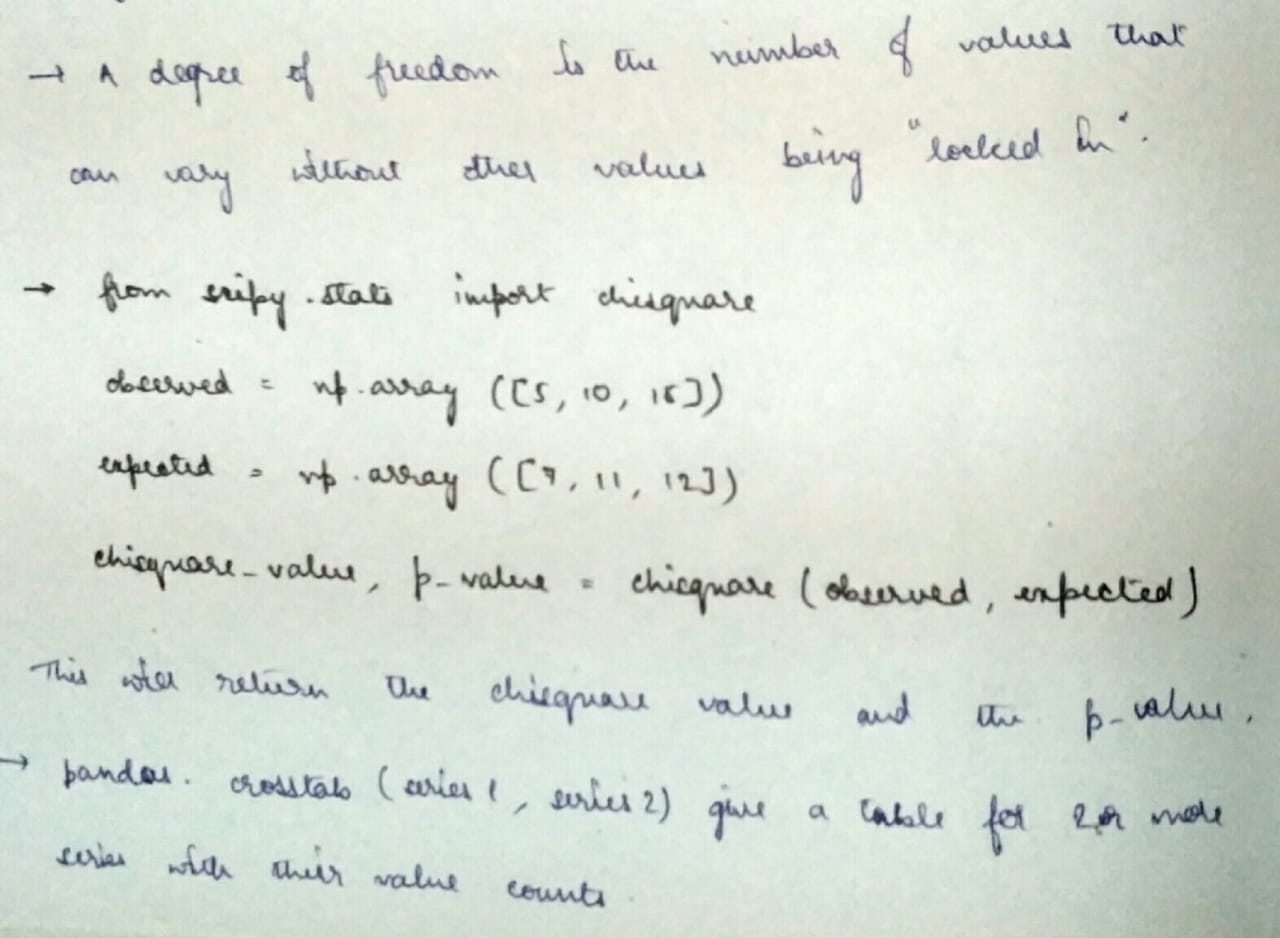 → A degree of freedom is the number of values that
can vary without other values being "locked in".
→ from scipy.stats import chisquare
observed = np.array ([5, 10, 15])
expected = np.array ([7, 11, 12])
chisquare_value, p-value = chisquare (observed, expected)
This will return the chisquare value and the p-value.
→ pandas. crosstab (series 1, series 2) give a table for 2 or more
series with their value counts.